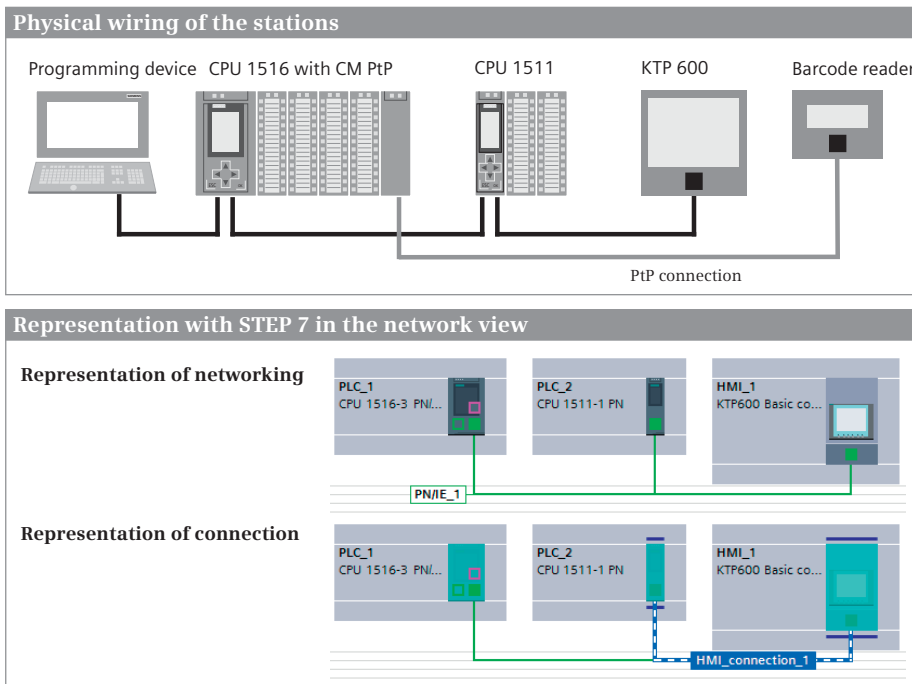 Physical wiring of the stations
Programming device CPU 1516 with CM PtP CPU 1511 KTP 600 Barcode reader
PtP connection
Representation with STEP 7 in the network view
Representation of networking
PLC_1 PLC_2 HMI_1
CPU 1516-3 PN/... CPU 1511-1 PN KTP600 Basic co...
PN/IE_1
Representation of connection
PLC_1 PLC_2 HMI_1
CPU 1516-3 PN/... CPU 1511-1 PN KTP600 Basic co...
HMI_connection_1